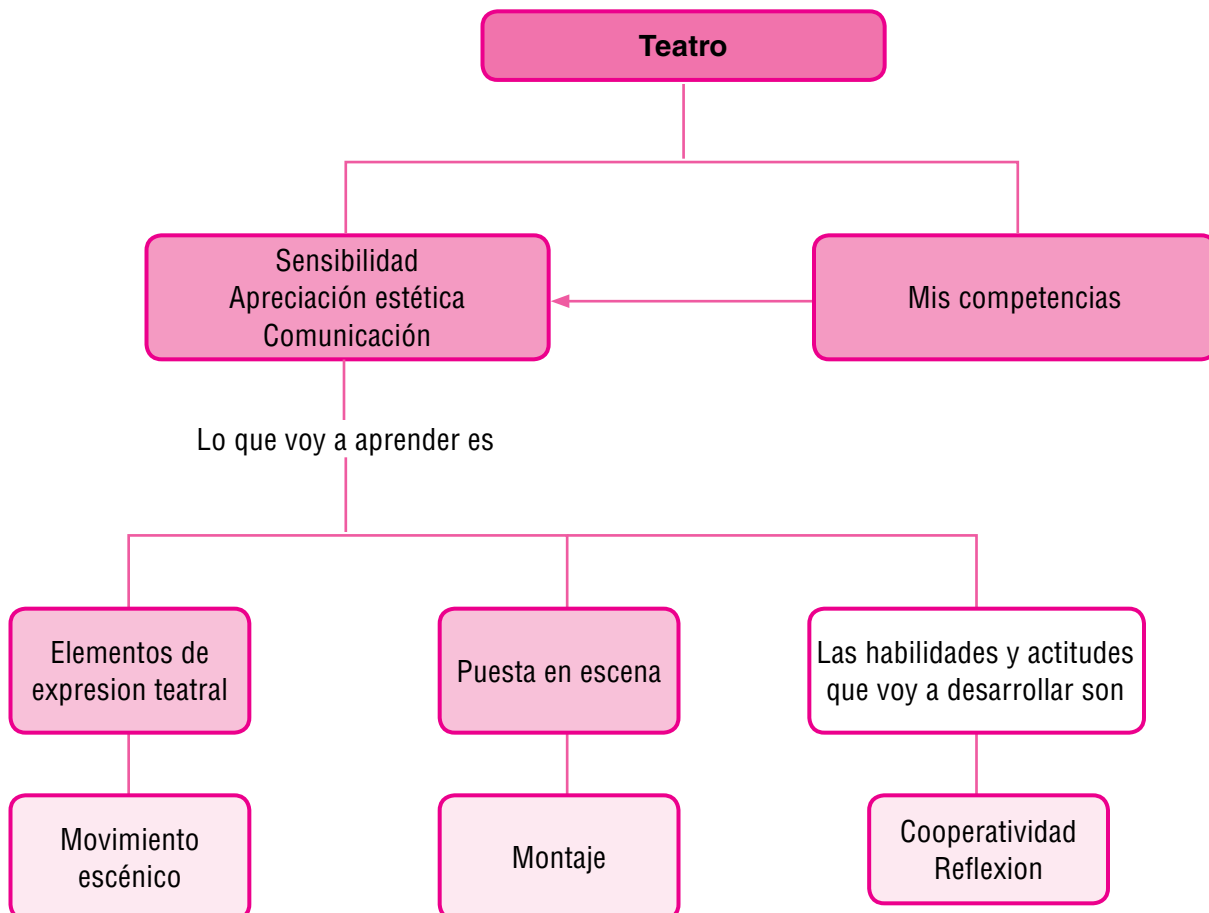 Teatro
Sensibilidad
Apreciación estética
Comunicación
Mis competencias
Lo que voy a aprender es
Elementos de
expresion teatral
Puesta en escena
Las habilidades y actitudes
que voy a desarrollar son
Movimiento
escénico
Montaje
Cooperatividad
Reflexion